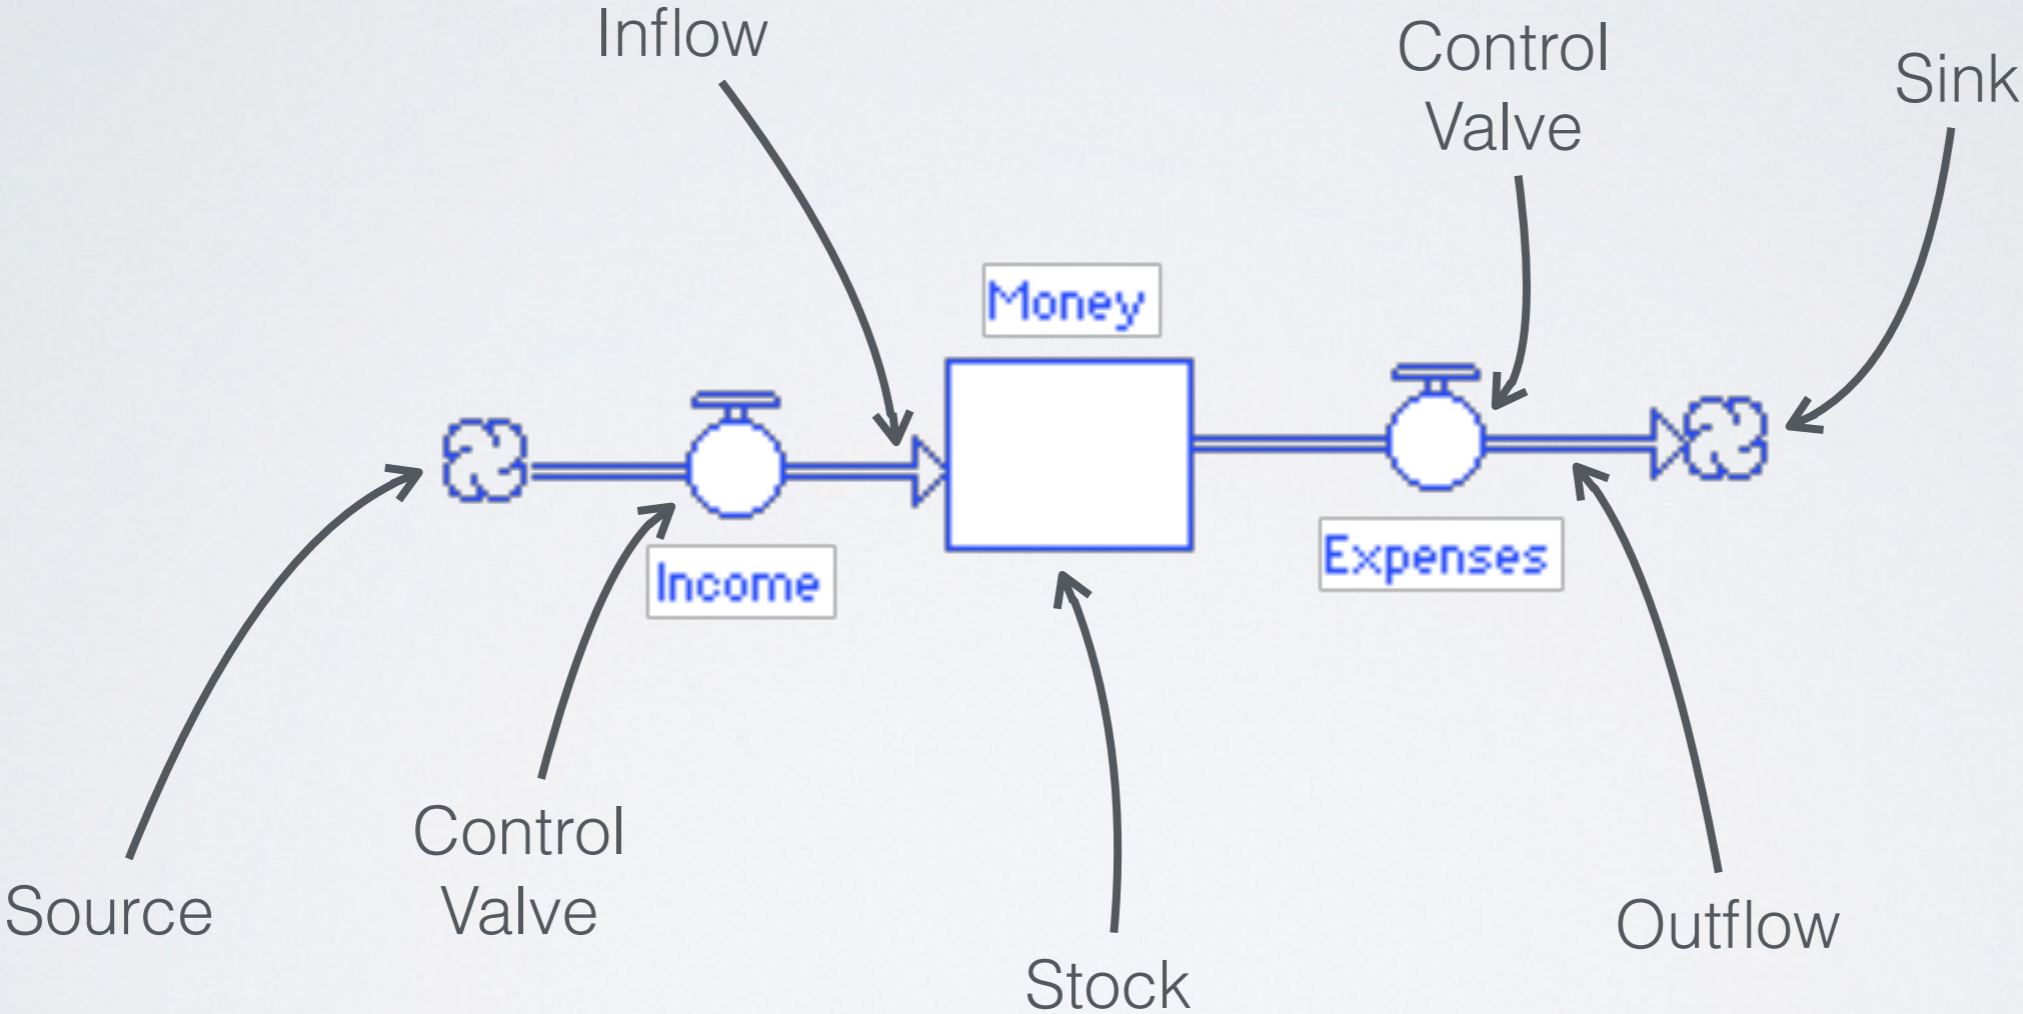 Inflow
Control
Valve
Sink
Money
Income
Expenses
Source
Control
Valve
Stock
Outflow